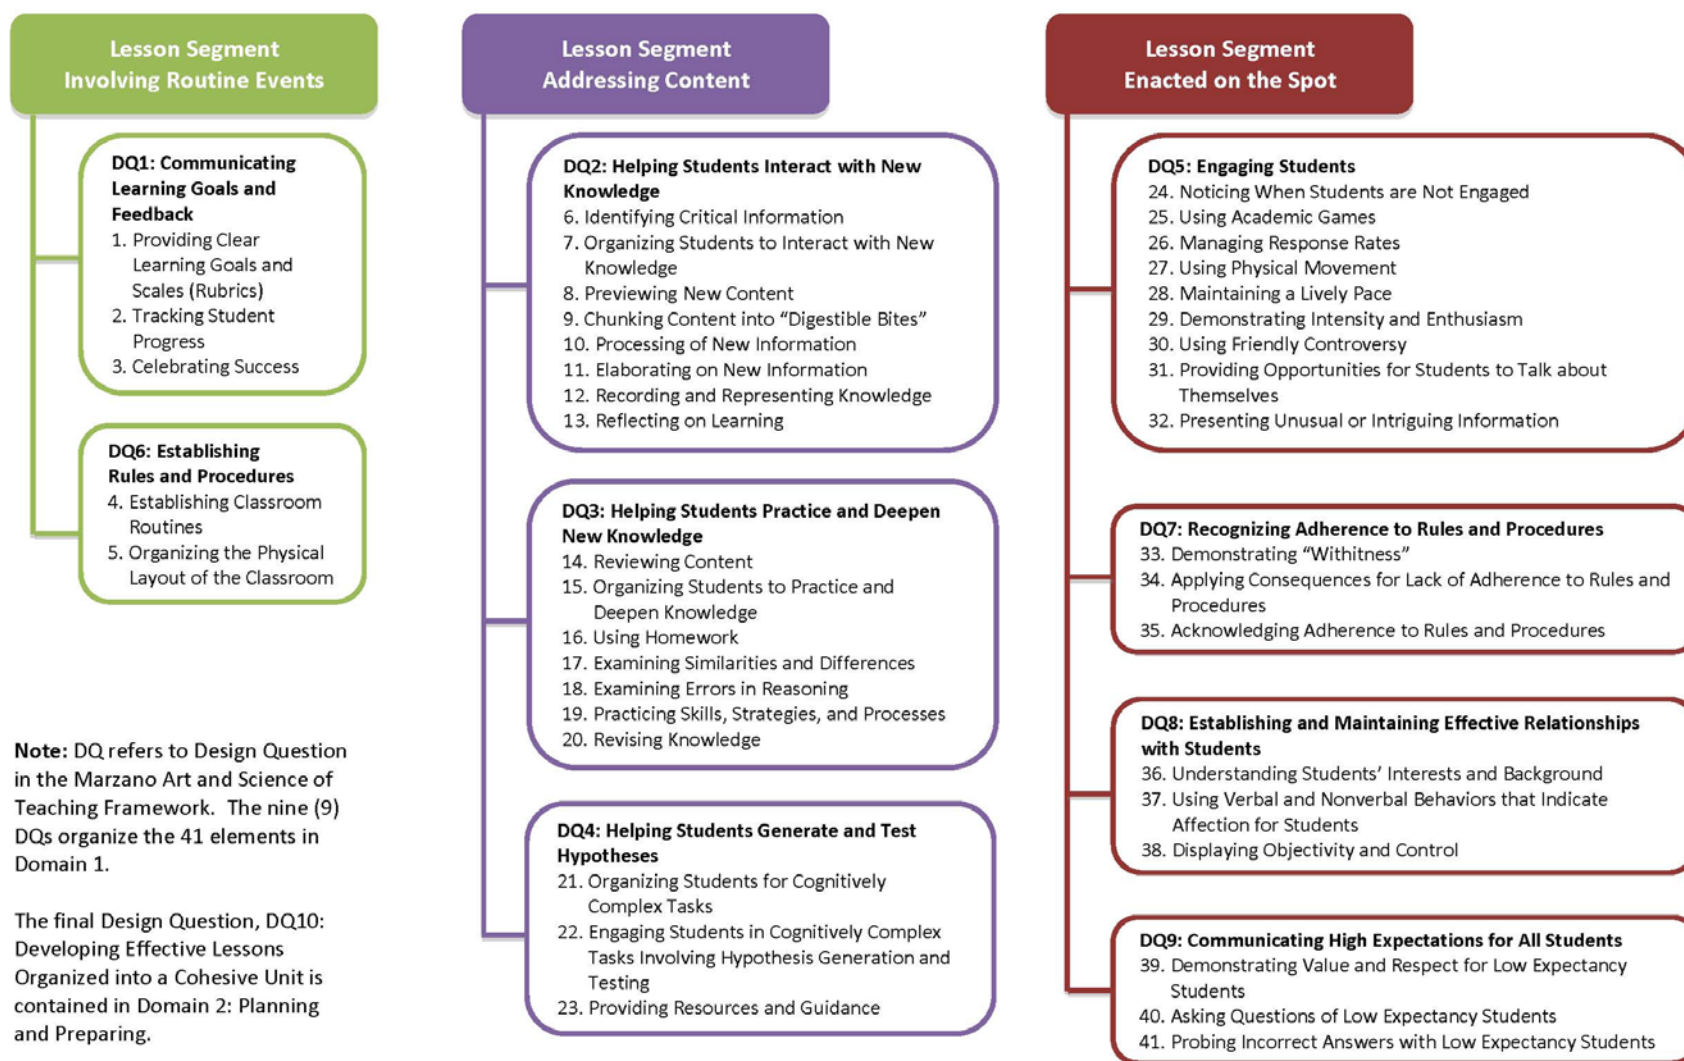 Lesson Segment
Involving Routine Events
DQ1: Communicating
Learning Goals and
Feedback
1. Providing Clear
Learning Goals and
Scales (Rubrics)
2. Tracking Student
Progress
3. Celebrating Success
DQ6: Establishing
Rules and Procedures
4. Establishing Classroom
Routines
5. Organizing the Physical
Layout of the Classroom
Note: DQ refers to Design Question
in the Marzano Art and Science of
Teaching Framework. The nine (9)
DQs organize the 41 elements in
Domain 1.
The final Design Question, DQ10:
Developing Effective Lessons
Organized into a Cohesive Unit is
contained in Domain 2: Planning
and Preparing.
Lesson Segment
Addressing Content
DQ2: Helping Students Interact with New
Knowledge
6. Identifying Critical Information
7. Organizing Students to Interact with New
Knowledge
8. Previewing New Content
9. Chunking Content into “Digestible Bites”
10. Processing of New Information
11. Elaborating on New Information
12. Recording and Representing Knowledge
13. Reflecting on Learning
DQ3: Helping Students Practice and Deepen
New Knowledge
14. Reviewing Content
15. Organizing Students to Practice and
Deepen Knowledge
16. Using Homework
17. Examining Similarities and Differences
18. Examining Errors in Reasoning
19. Practicing Skills, Strategies, and Processes
20. Revising Knowledge
DQ4: Helping Students Generate and Test
Hypotheses
21. Organizing Students for Cognitively
Complex Tasks
22. Engaging Students in Cognitively Complex
Tasks Involving Hypothesis Generation and
Testing
23. Providing Resources and Guidance
Lesson Segment
Enacted on the Spot
DQ5: Engaging Students
24. Noticing When Students are Not Engaged
25. Using Academic Games
26. Managing Response Rates
27. Using Physical Movement
28. Maintaining a Lively Pace
29. Demonstrating Intensity and Enthusiasm
30. Using Friendly Controversy
31. Providing Opportunities for Students to Talk about
Themselves
32. Presenting Unusual or Intriguing Information
DQ7: Recognizing Adherence to Rules and Procedures
33. Demonstrating “Withitness”
34. Applying Consequences for Lack of Adherence to Rules and
Procedures
35. Acknowledging Adherence to Rules and Procedures
DQ8: Establishing and Maintaining Effective Relationships
with Students
36. Understanding Students’ Interests and Background
37. Using Verbal and Nonverbal Behaviors that Indicate
Affection for Students
38. Displaying Objectivity and Control
DQ9: Communicating High Expectations for All Students
39. Demonstrating Value and Respect for Low Expectancy
Students
40. Asking Questions of Low Expectancy Students
41. Probing Incorrect Answers with Low Expectancy Students